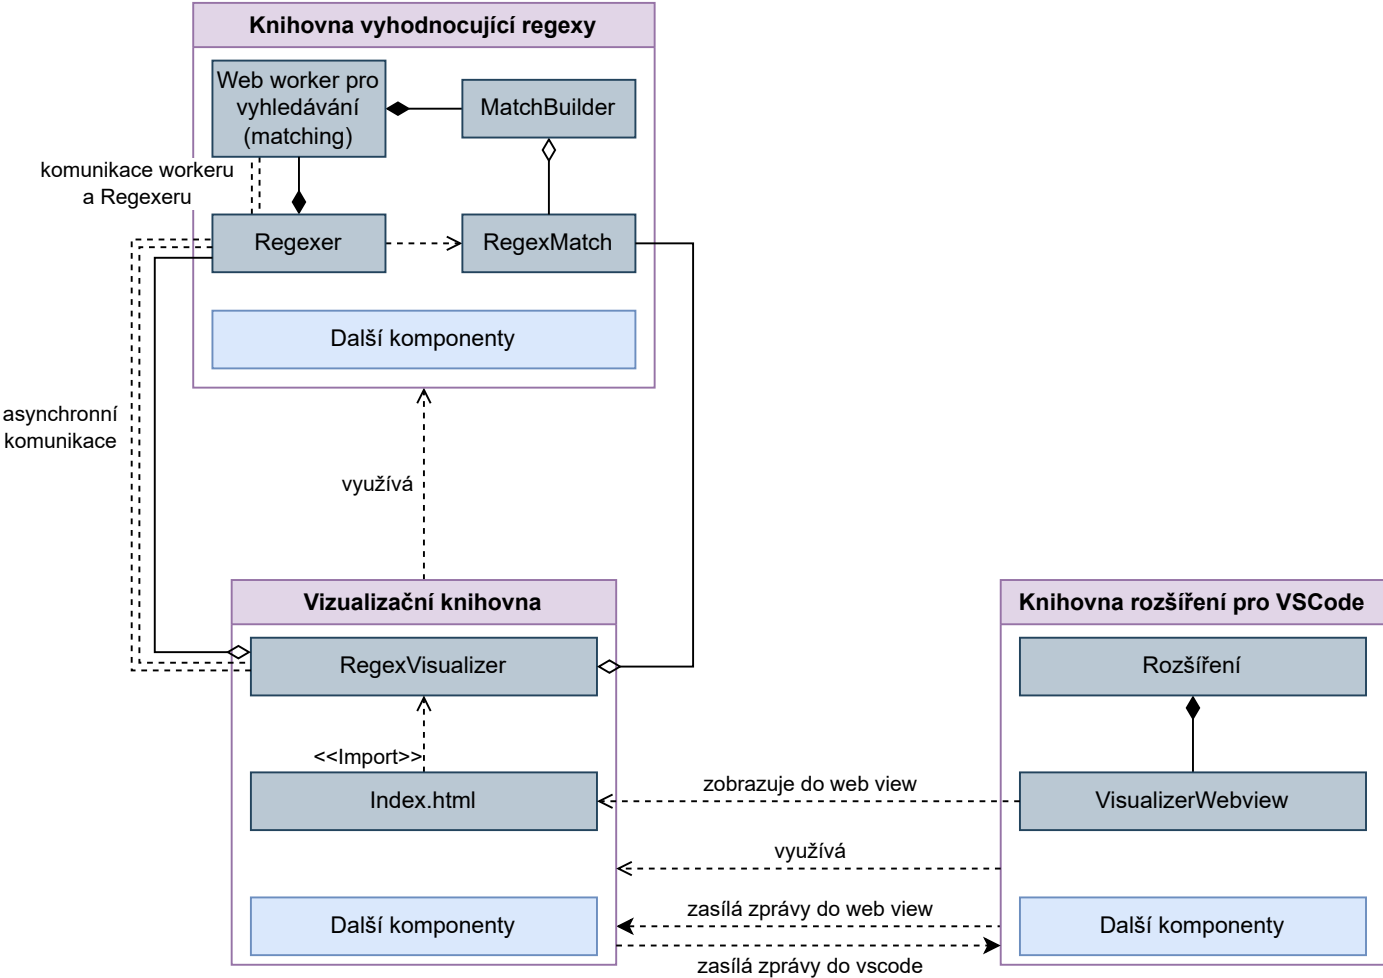 Knihovna vyhodnocující regexy
Web worker pro
vyhledávání
(matching)
MatchBuilder
komunikace workeru
a Regexeru
Regexer
RegexMatch
Další komponenty
asynchronní
komunikace
využívá
Vizualizační knihovna
Knihovna rozšíření pro VSCode
RegexVisualizer
Rozšíření
<<Import>>
Index.html
zobrazuje do web view
VisualizerWebview
využívá
Další komponenty
zasílá zprávy do web view
Další komponenty
zasílá zprávy do vscode